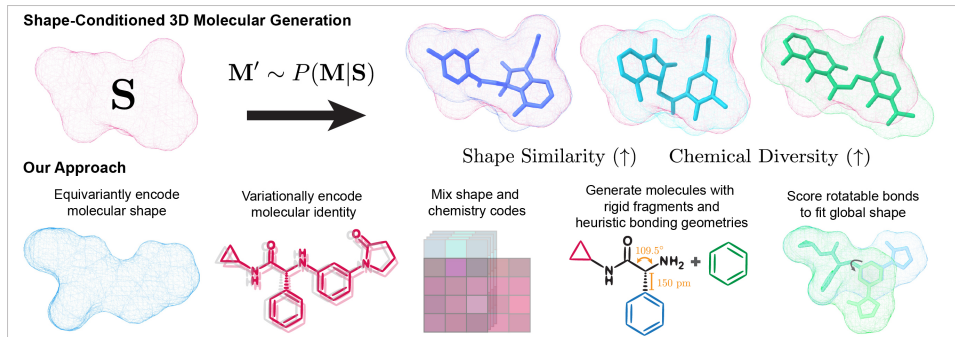 Shape-Conditioned 3D Molecular Generation
S
M′ ∼ P(M|S)
Shape Similarity (↑)
Chemical Diversity (↑)
Our Approach
Equivariantly encode
molecular shape
Variationally encode
molecular identity
Mix shape and
chemistry codes
Generate molecules with
rigid fragments and
heuristic bonding geometries
Score rotatable bonds
to fit global shape
O
N
H
H
N
O
N
O
N
H
109.5°
NH₂
+
150 pm